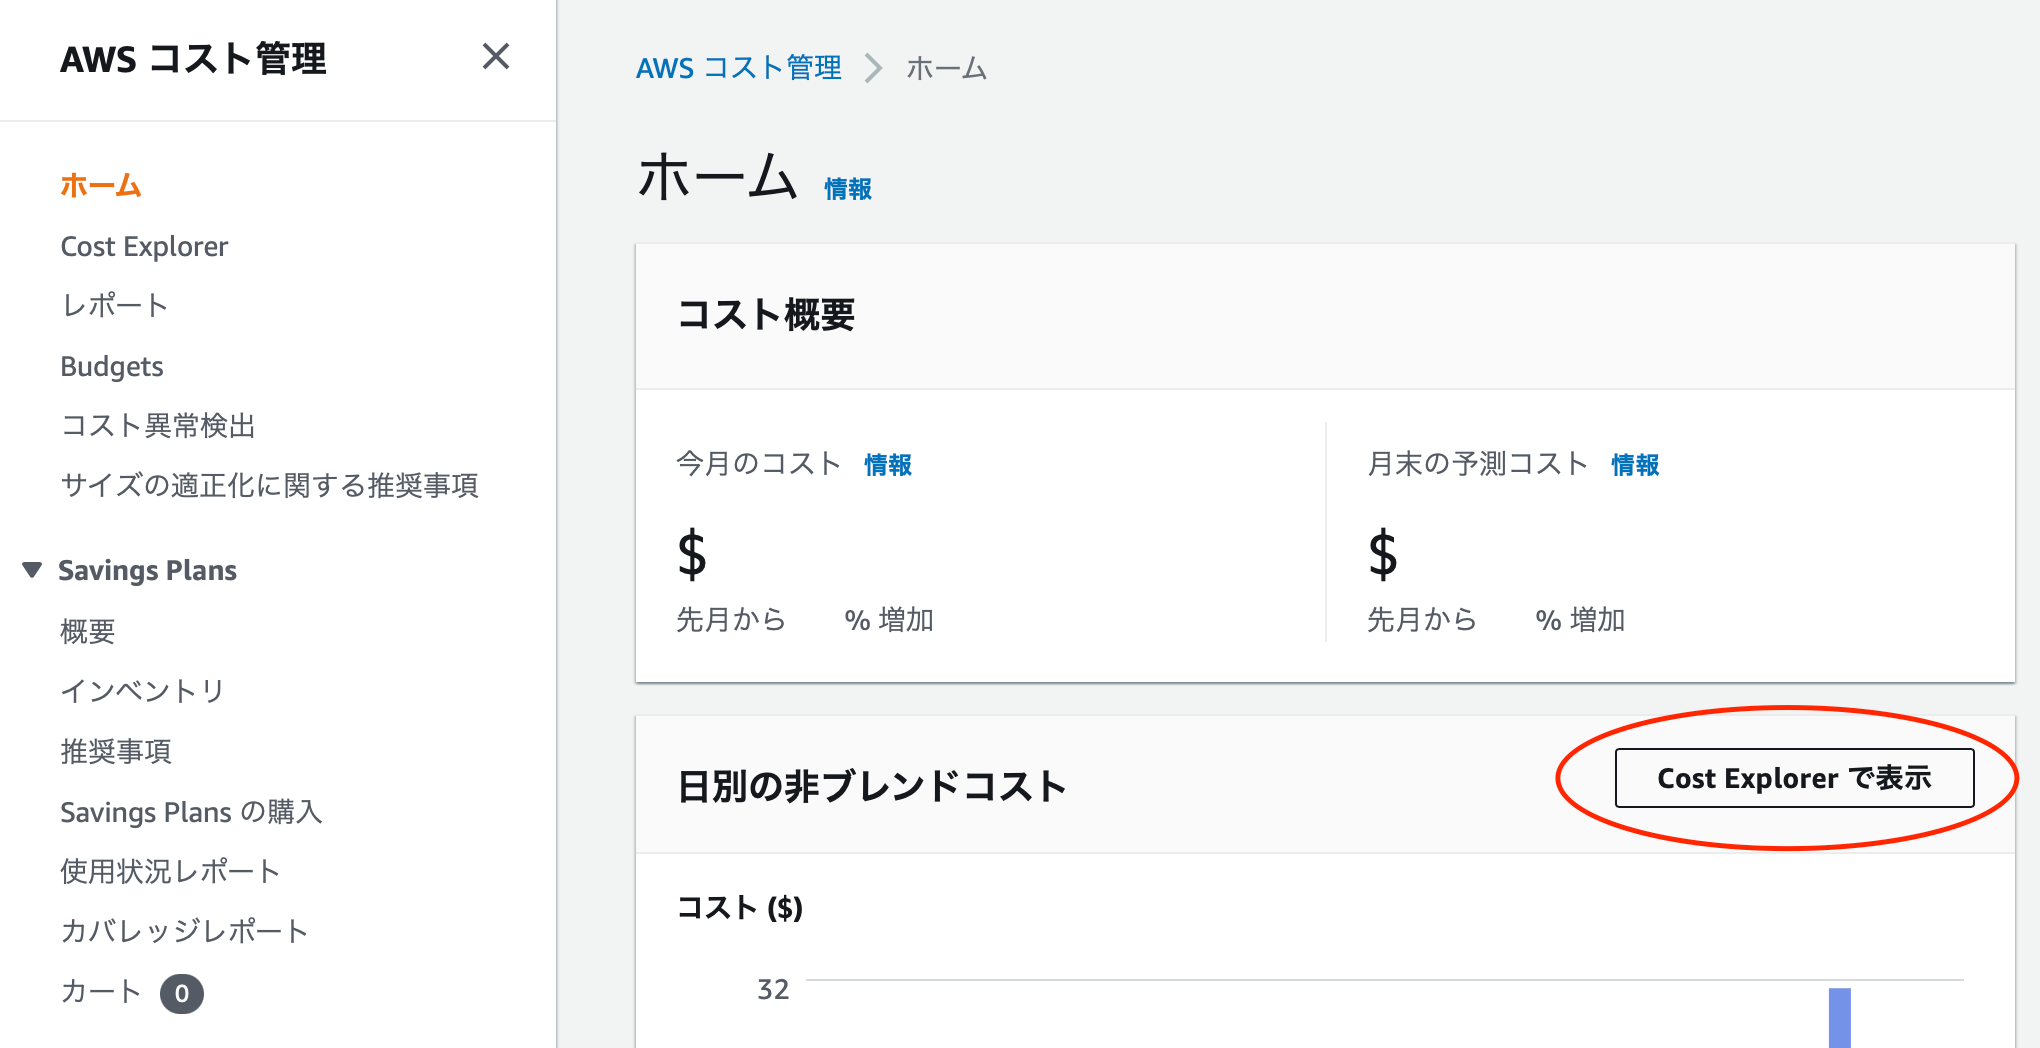 AWS コスト管理
ホーム
Cost Explorer
レポート
Budgets
コスト異常検出
サイズの適正化に関する推奨事項
Savings Plans
概要
インベントリ
推奨事項
Savings Plans の購入
使用状況レポート
カバレッジレポート
カート 0
AWS コスト管理 ホーム
ホーム 情報
コスト概要
今月のコスト 情報
$
先月から % 増加
月末の予測コスト 情報
$
先月から % 増加
日別の非ブレンドコスト
Cost Explorer で表示
コスト ($)
32